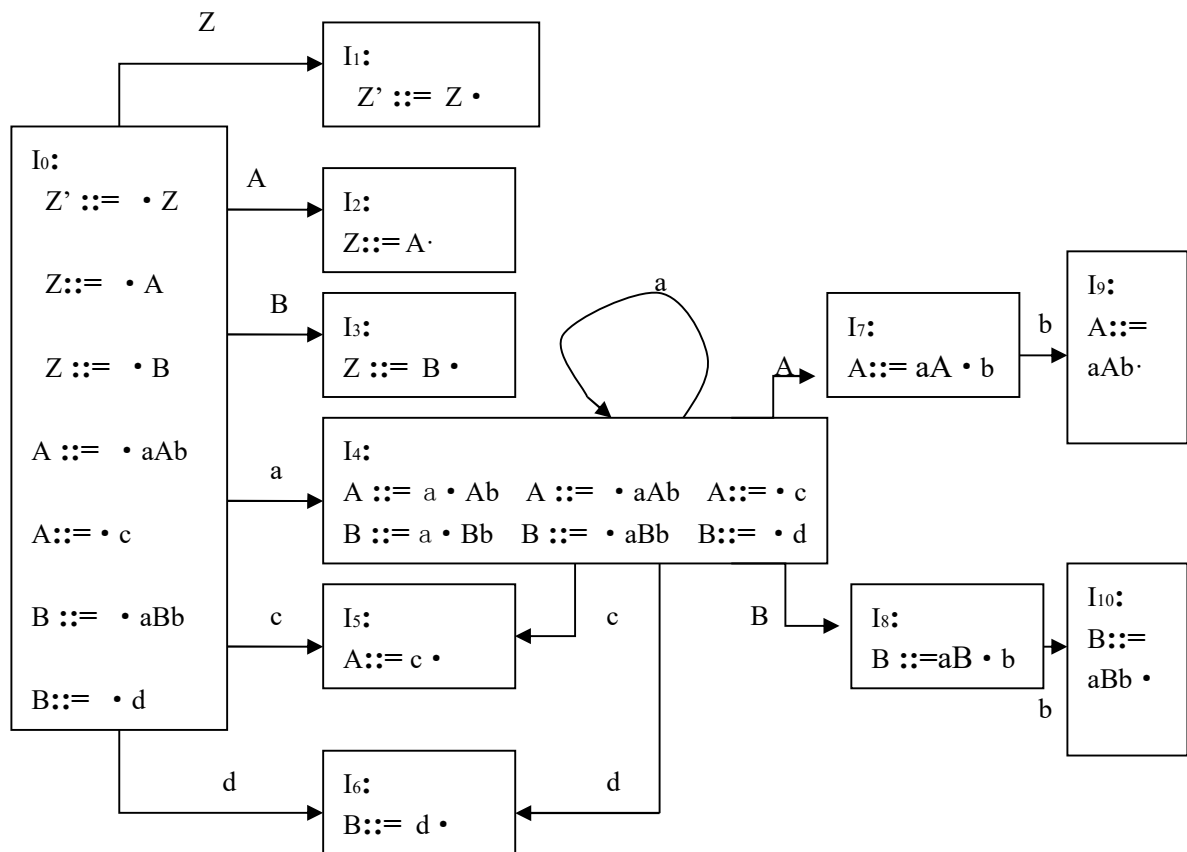 Z
I1:
Z’ ::= Z •
I0:
Z’ ::= • Z
Z::= • A
Z ::= • B
A ::= • aAb
A::= • c
B ::= • aBb
B::= • d
A
I2:
Z::= A·
B
I3:
Z ::= B •
a
I4:
A ::= a • Ab A ::= • aAb A::= • c
B ::= a • Bb B ::= • aBb B::= • d
a
A
I7:
A::= aA • b
b
I9:
A::=
aAb·
c
I5:
A::= c •
c
B
I8:
B ::=aB • b
b
I10:
B::=
aBb •
d
I6:
B::= d •
d